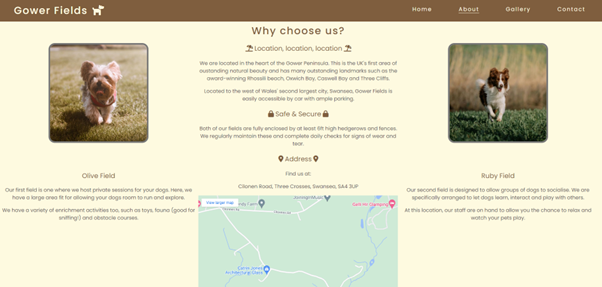 Gower Fields
Home About Gallery Contact
Why choose us?
Location, location, location
We are located in the heart of the Gower Peninsula. This is the UK's first area of
oustanding natural beauty and has many outstanding landmarks such as the
award-winning Rhossili beach, Oxwich Bay, Caswell Bay and Three Cliffs.
Located to the west of Wales' second largest city, Swansea, Gower Fields is
easily accessible by car with ample parking.
Safe & Secure
Both of our fields are fully enclosed by at least 6ft high hedgerows and fences.
We regularly maintain these and complete daily checks for signs of wear and
tear.
Address
Find us at:
Cilonen Road, Three Crosses, Swansea, SA4 3UP
View larger map
Olive Field
Our first field is one where we host private sessions for your dogs. Here, we
have a large area fit for allowing your dogs room to run and explore.
We have a variety of enrichment activities too, such as toys, founo (good for
sniffing!) and obstacle courses.
Ruby Field
Our second field is designed to allow groups of dogs to socialise. We are
specifically arranged to let dogs learn, interact and play with others.
At this location, our staff are on hand to allow you the chance to relax and
watch your pets play.